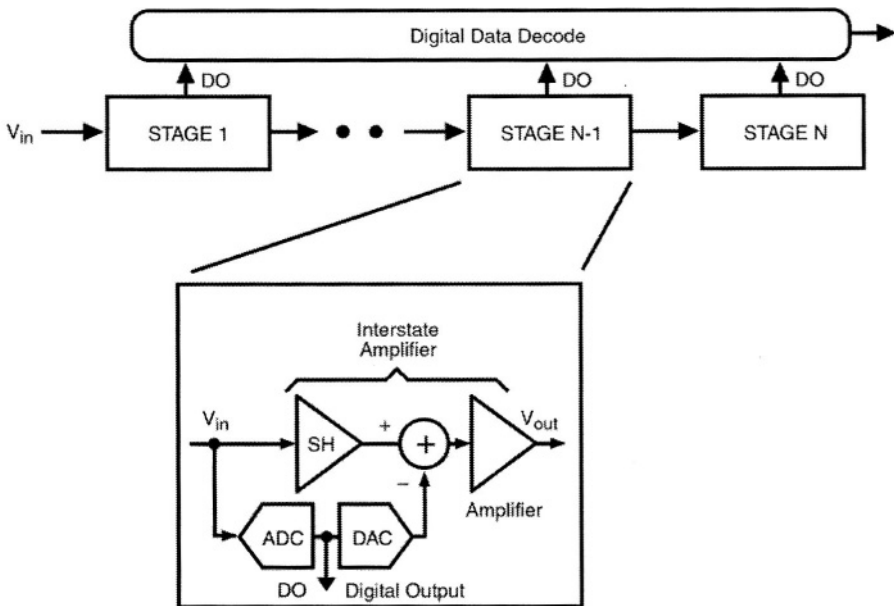 Digital Data Decode
DO
DO
DO
Vin
STAGE 1
STAGE N-1
STAGE N
Interstate
Amplifier
Vin
SH
+
+
Vout
−
Amplifier
ADC
DAC
DO
Digital Output